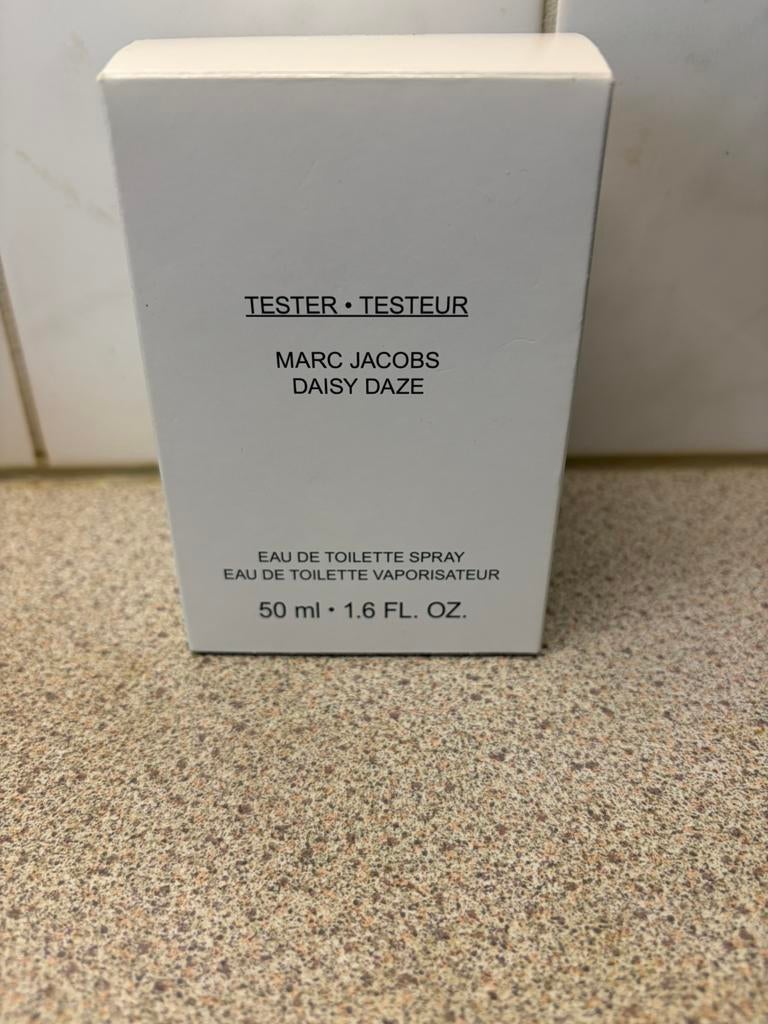 TESTER • TESTEUR
MARC JACOBS
DAISY DAZE
EAU DE TOILETTE SPRAY
EAU DE TOILETTE VAPORISATEUR
50 ml • 1.6 FL. OZ.